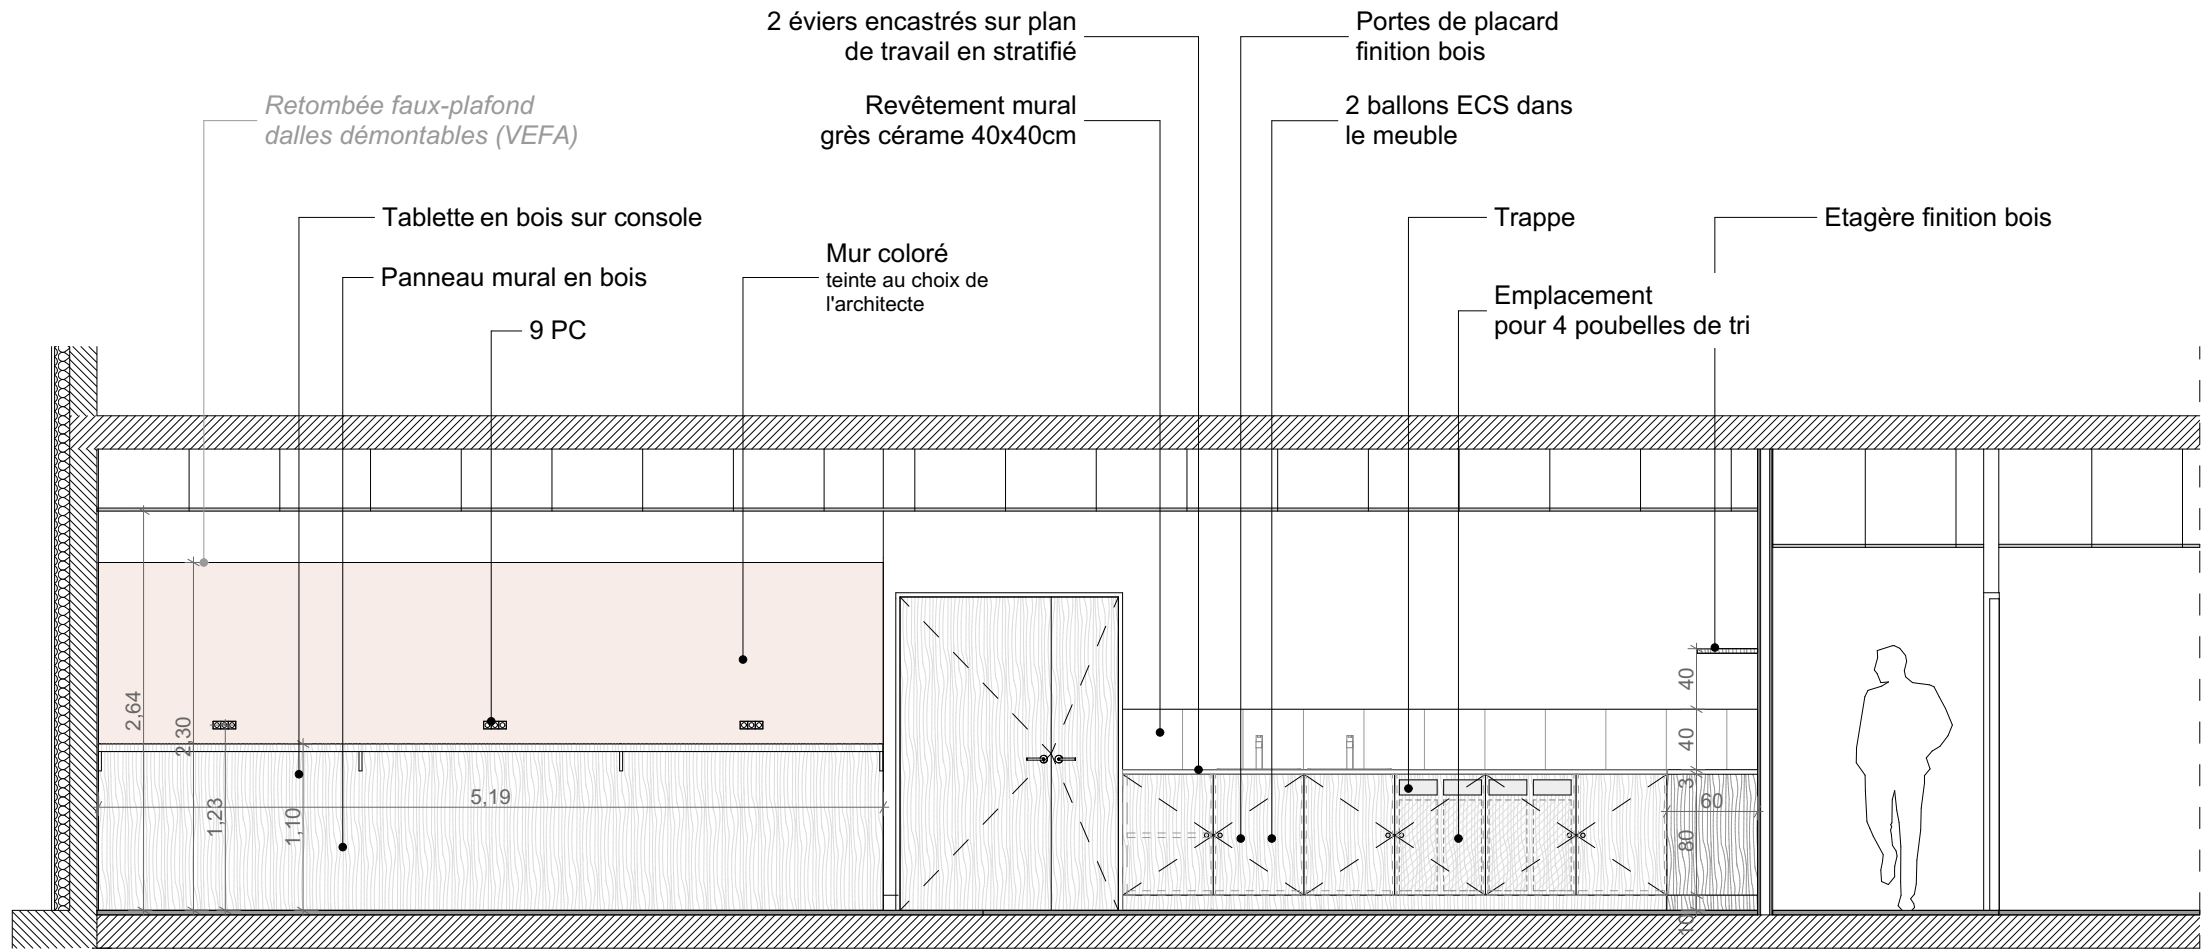 2 éviers encastrés sur plan
de travail en stratifié
Portes de placard
finition bois
Retombée faux-plafond
dalles démontables (VEFA)
Revêtement mural
grès cérame 40x40cm
2 ballons ECS dans
le meuble
Tablette en bois sur console
Trappe
Etagère finition bois
Mur coloré
teinte au choix de
l'architecte
Panneau mural en bois
Emplacement
pour 4 poubelles de tri
9 PC
2,64
2,30
1,23
1,10
5,19
40
40
3
60
80
10